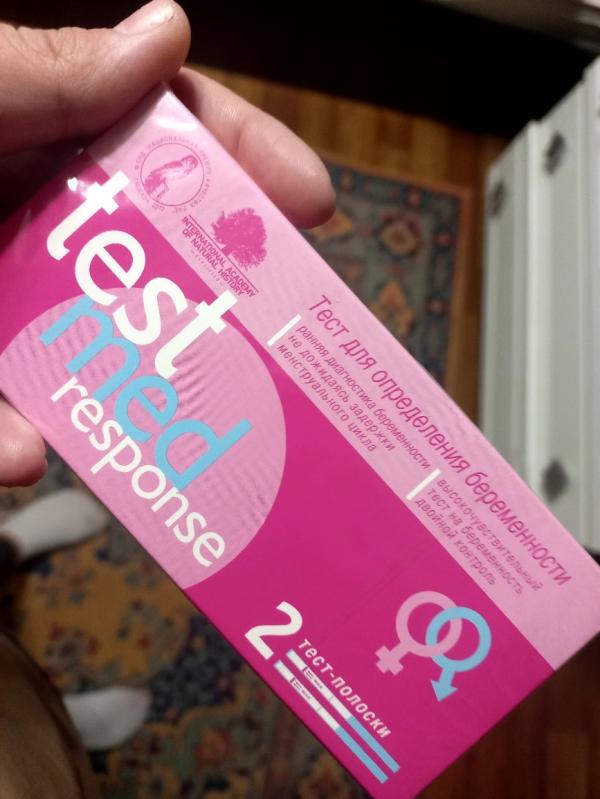 INTERNATIONAL ACADEMY
OF NATURAL HISTORY
test
med
response
Тест для определения беременности
ранняя диагностика беременности
не дожидаясь задержки
менструального цикла
высокочувствительный
тест на беременность
двойной контроль
2 тест-полоски